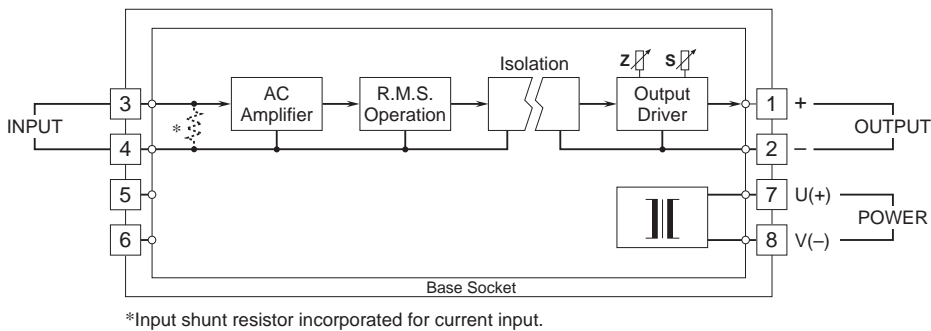 Isolation
Z S
AC
Amplifier
R.M.S.
Operation
Output
Driver
INPUT
3
4
5
6
*
1 +
2 –
OUTPUT
7 U(+)
8 V(–)
POWER
Base Socket
*Input shunt resistor incorporated for current input.